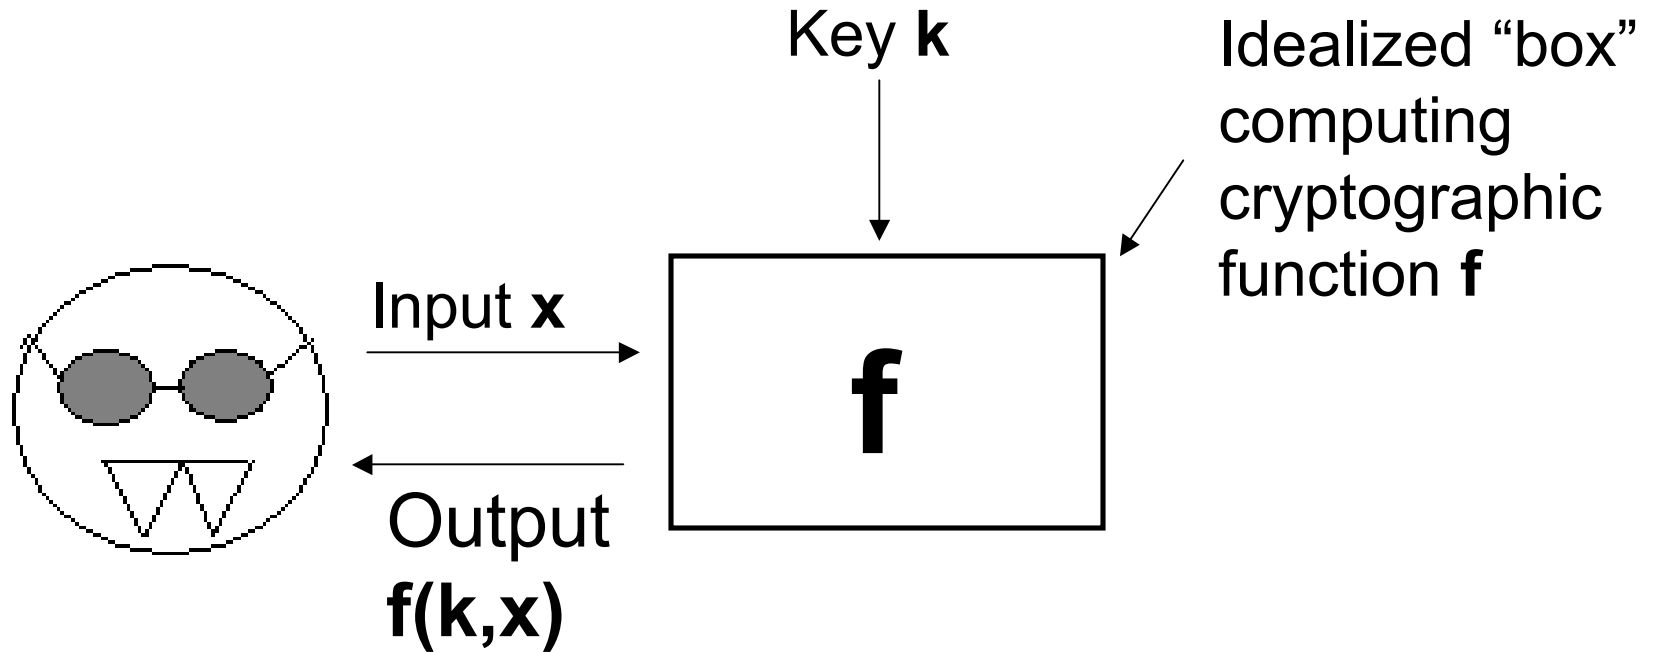 Key k
Idealized “box”
computing
cryptographic
function f
Input x
f
Output
f(k,x)